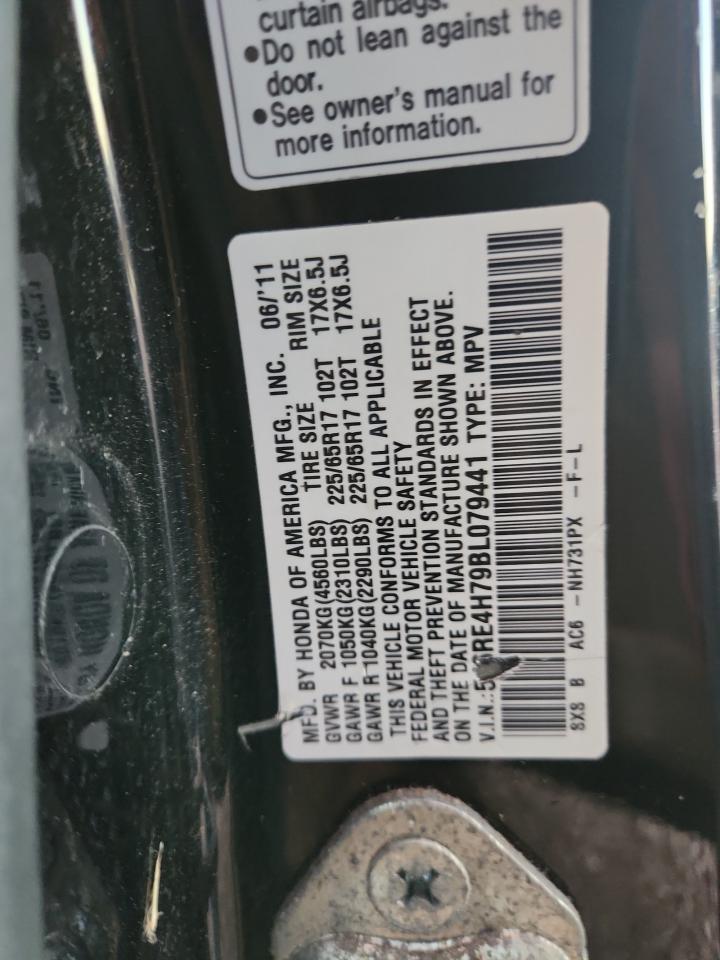 curtain airbags.
●Do not lean against the
door.
●See owner's manual for
more information.
MFD. BY HONDA OF AMERICA MFG., INC. 06/'11
GVWR 2070KG(4560LBS) TIRE SIZE RIM SIZE
GAWR F 1050KG(2310LBS) 225/65R17 102T 17X6.5J
GAWR R 1040KG(2290LBS) 225/65R17 102T 17X6.5J
THIS VEHICLE CONFORMS TO ALL APPLICABLE
FEDERAL MOTOR VEHICLE SAFETY
AND THEFT PREVENTION STANDARDS IN EFFECT
ON THE DATE OF MANUFACTURE SHOWN ABOVE.
V.I.N.: TYPE: MPV
8X8 B AC6 - NH731PX - F - L